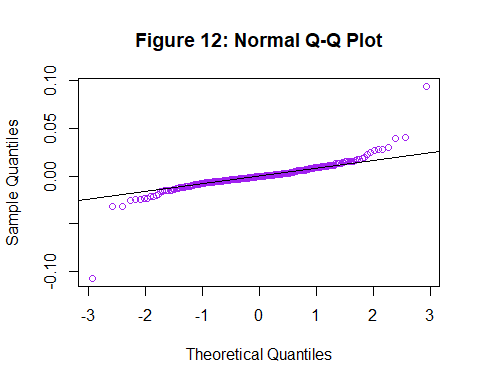 Figure 12: Normal Q-Q Plot
Sample Quantiles
0.10
0.05
0.00
-0.10
-3 -2 -1 0 1 2 3
Theoretical Quantiles